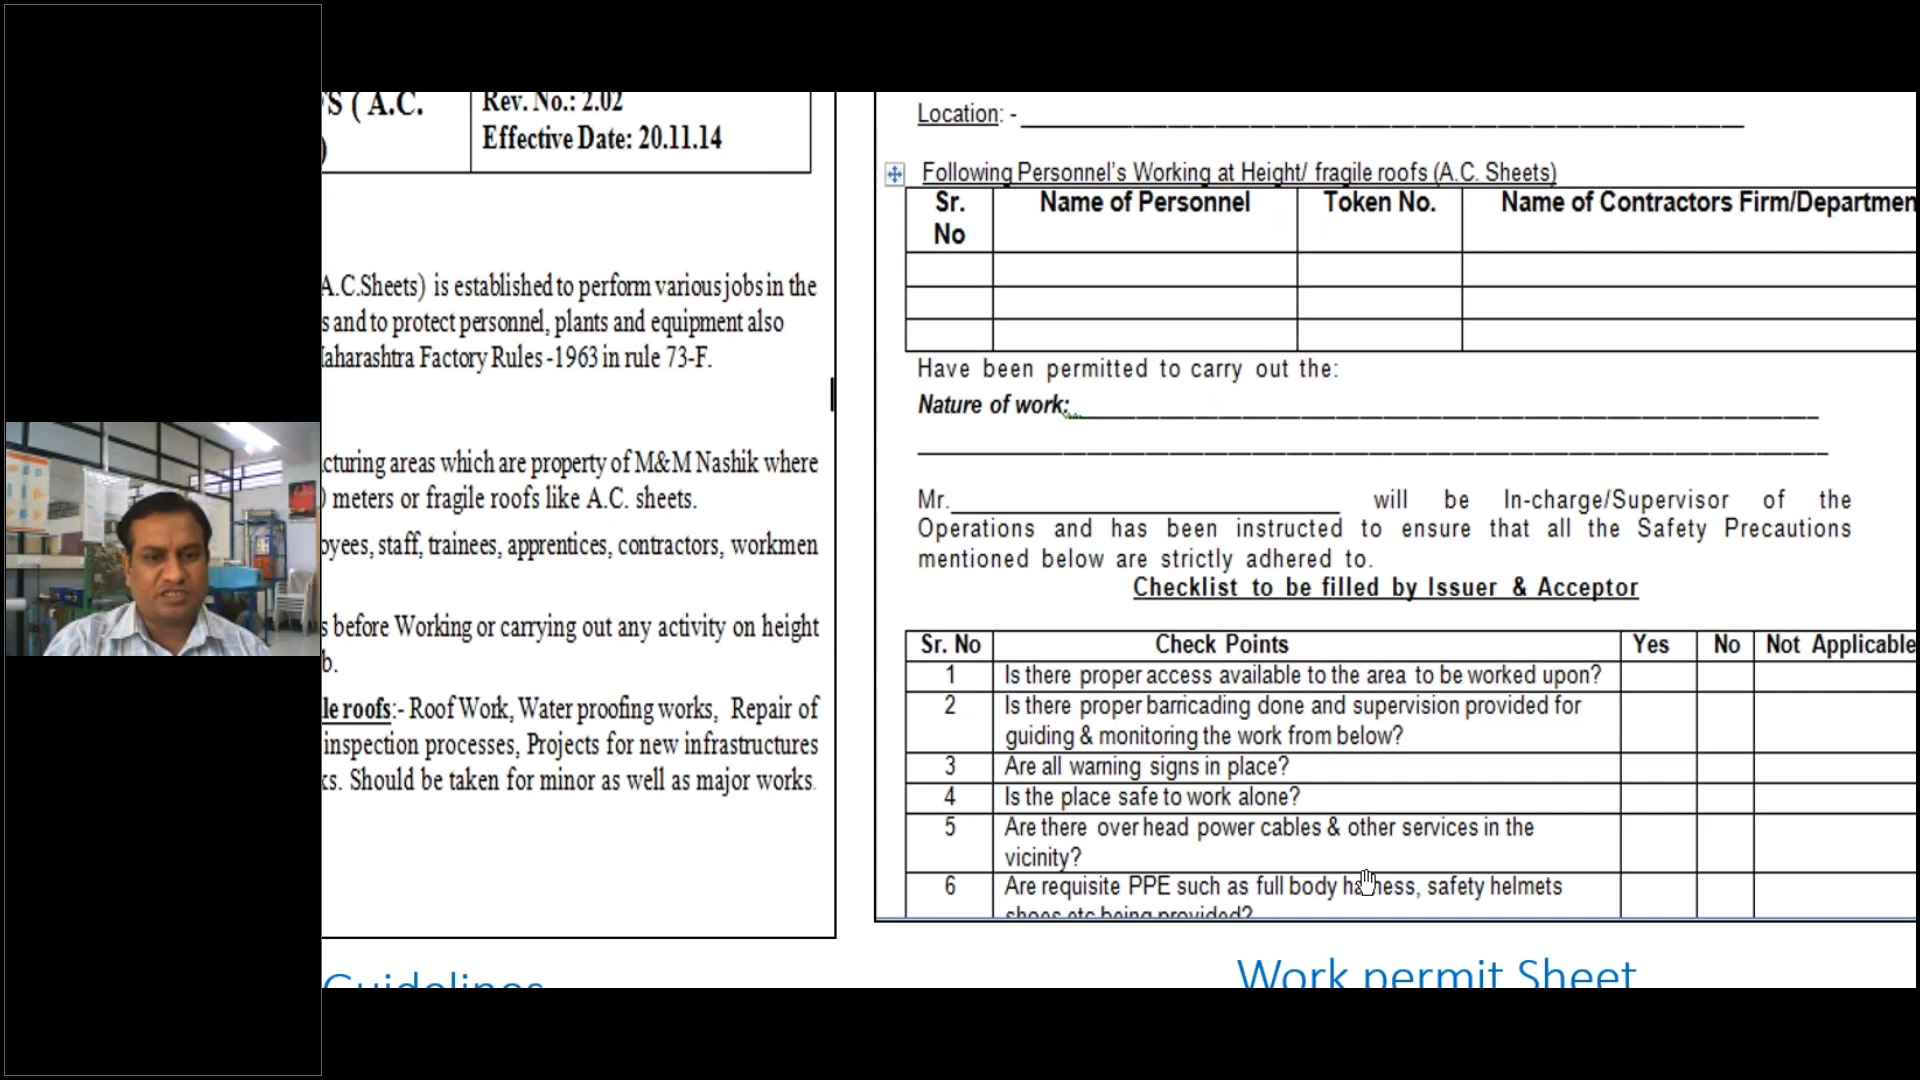 S ( A.C.
)
Rev. No.: 2.02
Effective Date: 20.11.14
A.C.Sheets) is established to perform various jobs in the
s and to protect personnel, plants and equipment also
aharashtra Factory Rules -1963 in rule 73-F.
cturing areas which are property of M&M Nashik where
) meters or fragile roofs like A.C. sheets.
oyees, staff, trainees, apprentices, contractors, workmen
s before Working or carrying out any activity on height
b.
le roofs:- Roof Work, Water proofing works, Repair of
inspection processes, Projects for new infrastructures
ks. Should be taken for minor as well as major works.
Guidelines
Location: -
Following Personnel's Working at Height/ fragile roofs (A.C. Sheets)
Sr. No Name of Personnel Token No. Name of Contractors Firm/Departmen
Have been permitted to carry out the:
Nature of work:
Mr. will be In-charge/Supervisor of the
Operations and has been instructed to ensure that all the Safety Precautions
mentioned below are strictly adhered to.
Checklist to be filled by Issuer & Acceptor
Sr. No Check Points Yes No Not Applicable
1 Is there proper access available to the area to be worked upon?
2 Is there proper barricading done and supervision provided for
guiding & monitoring the work from below?
3 Are all warning signs in place?
4 Is the place safe to work alone?
5 Are there over head power cables & other services in the
vicinity?
6 Are requisite PPE such as full body harness, safety helmets
shoes etc being provided?
Work permit Sheet